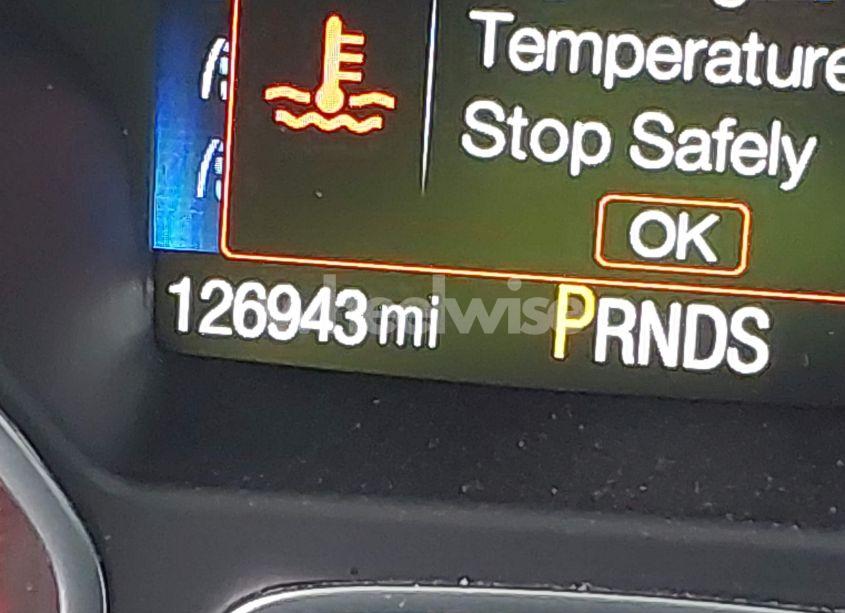 Temperature
Stop Safely
OK
126943 mi PRNDS